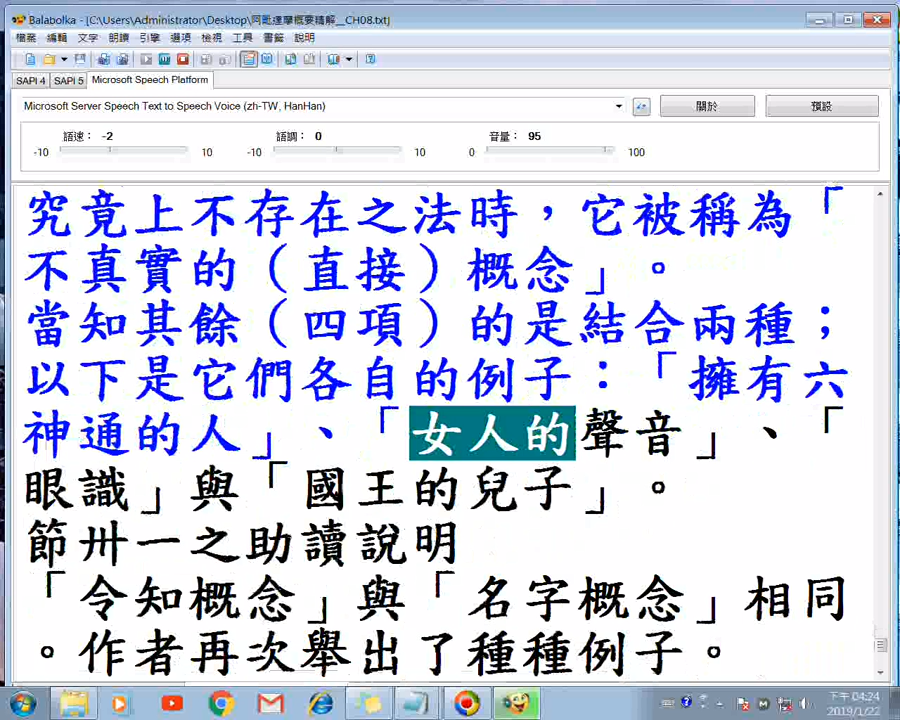 Balabolka - [C:\Users\Administrator\Desktop\阿毗達摩概要精解__CH08.txt]
檔案 編輯 文字 朗讀 引擎 選項 檢視 工具 書籤 說明
SAPI 4 SAPI 5 Microsoft Speech Platform
Microsoft Server Speech Text to Speech Voice (zh-TW, HanHan) 關於 預設
語速： -2 語調： 0 音量： 95
-10 10 -10 10 0 100
究竟上不存在之法時，它被稱為「
不真實的（直接）概念」。
當知其餘（四項）的是結合兩種；
以下是它們各自的例子：「擁有六
神通的人」、「女人的聲音」、「
眼識」與「國王的兒子」。
節卅一之助讀說明
「令知概念」與「名字概念」相同
。作者再次舉出了種種例子。
下午 04:24
2019/1/22